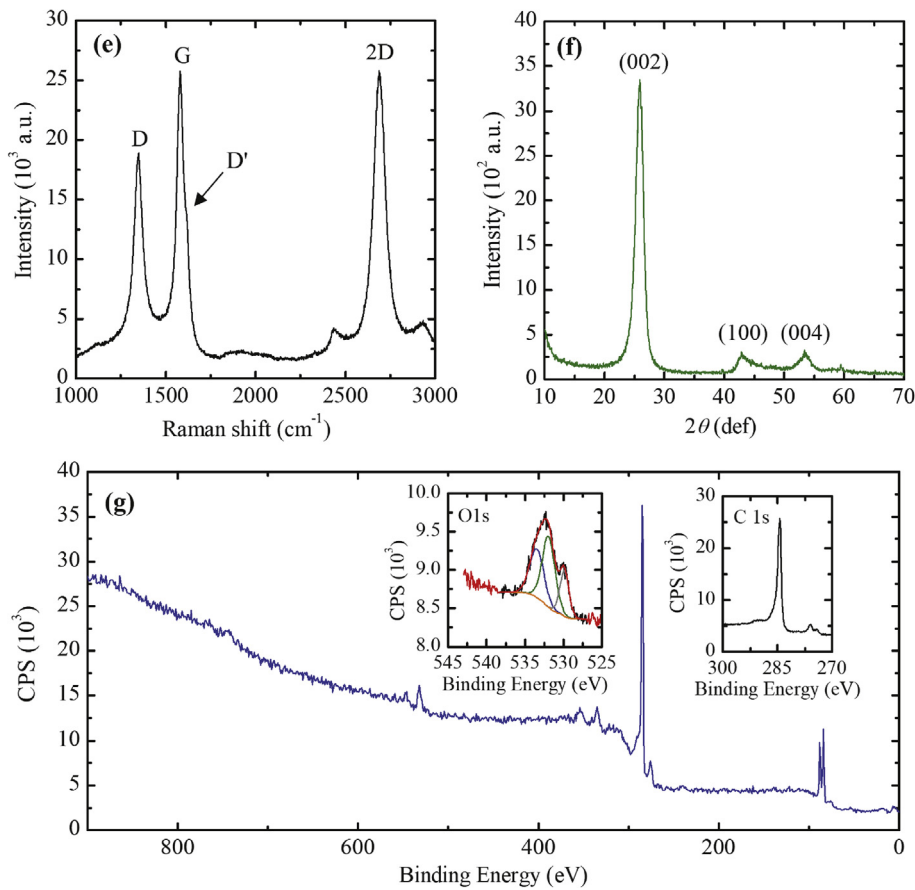 (e)
D
G
D'
2D
Intensity (10³ a.u.)
30
25
20
15
10
5
0
1000 1500 2000 2500 3000
Raman shift (cm⁻¹)
(f)
(002)
(100)
(004)
Intensity (10² a.u.)
40
35
30
25
20
15
10
5
0
10 20 30 40 50 60 70
2θ (def)
(g)
CPS (10³)
40
35
30
25
20
15
10
5
0
800 600 400 200 0
Binding Energy (eV)
O1s
CPS (10³)
10.0
9.5
9.0
8.5
8.0
545 540 535 530 525
Binding Energy (eV)
C 1s
CPS (10³)
30
20
10
0
300 285 270
Binding Energy (eV)